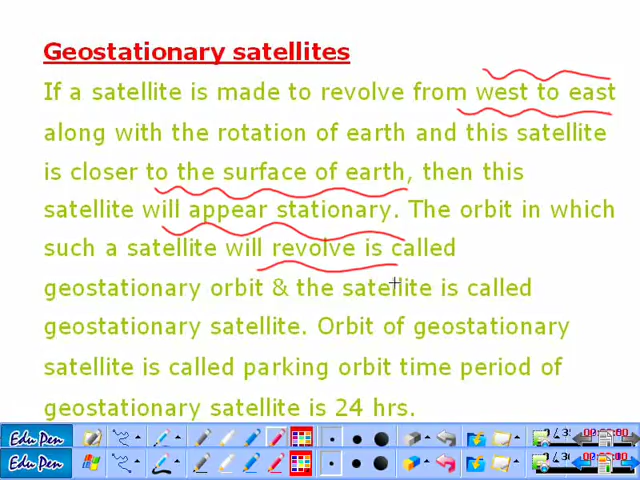 Geostationary satellites
If a satellite is made to revolve from west to east
along with the rotation of earth and this satellite
is closer to the surface of earth, then this
satellite will appear stationary. The orbit in which
such a satellite will revolve is called
geostationary orbit & the satellite is called
geostationary satellite. Orbit of geostationary
satellite is called parking orbit time period of
geostationary satellite is 24 hrs.
Edu Pen
Edu Pen